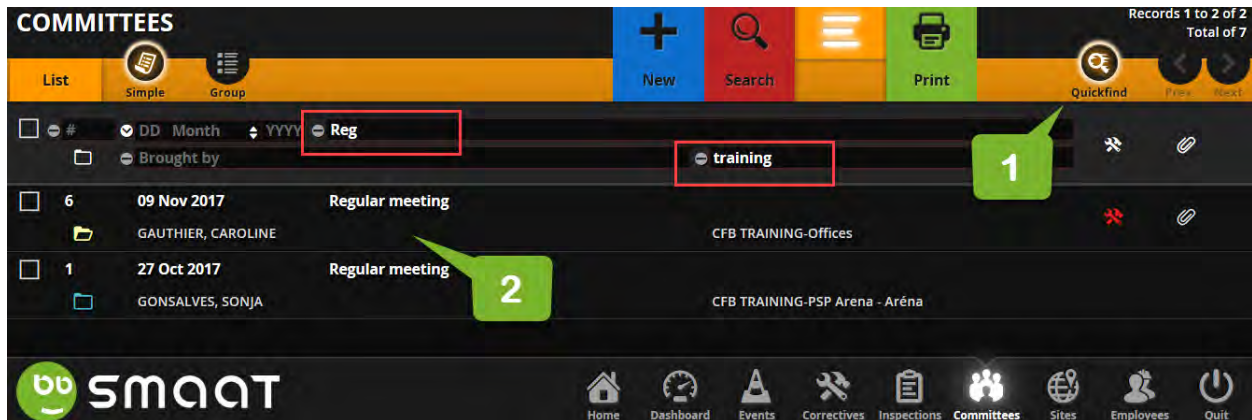 COMMITTEES
Records 1 to 2 of 2
Total of 7
List
Simple
Group
New
Search
Print
Quickfind
Prev
Next
# DD Month YYYY Reg
Brought by training
1
6 09 Nov 2017 Regular meeting
GAUTHIER, CAROLINE CFB TRAINING-Offices
1 27 Oct 2017 Regular meeting
2
GONSALVES, SONJA CFB TRAINING-PSP Arena - Aréna
smaat
Home Dashboard Events Correctives Inspections Committees Sites Employees Quit